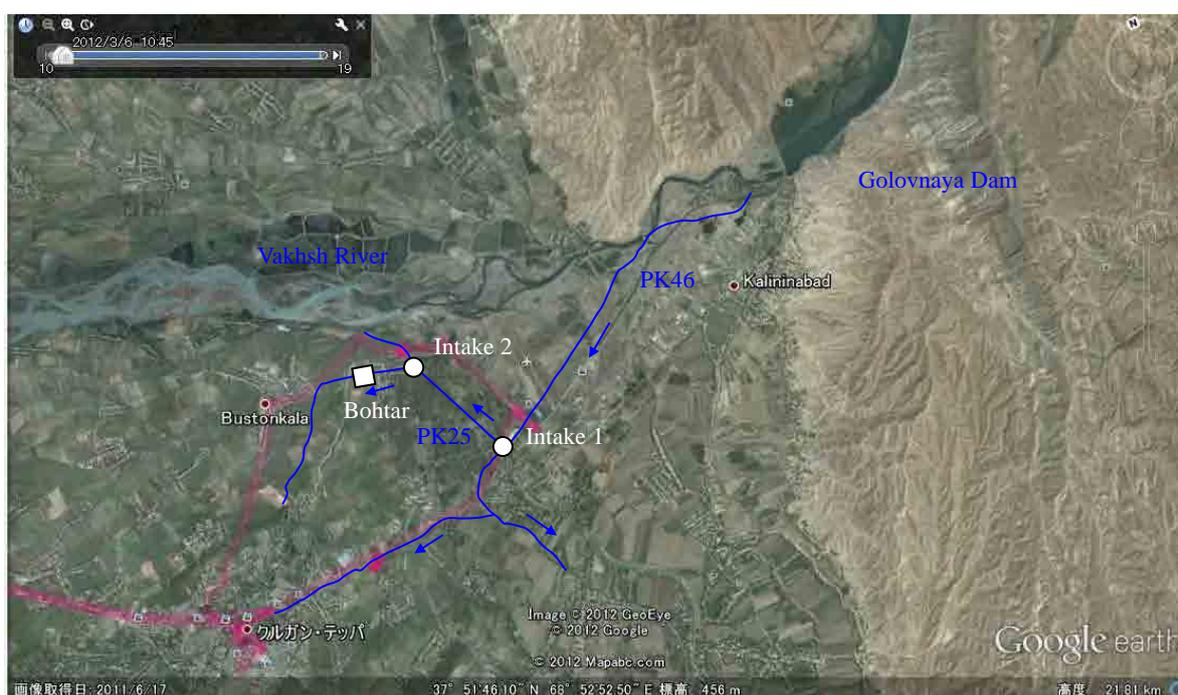 2012/3/6 10:45
10
19
N
Golovnaya Dam
Vakhsh River
PK46
Kalininabad
Intake 2
Bohtar
Bustonkala
PK25
Intake 1
クルガン・テッパ
Image © 2012 GeoEye
© 2012 Google
© 2012 Mapabc.com
Google earth
画像取得日: 2011/6/17
37° 51'46.10" N 68° 52'52.50" E 標高 456 m
高度 21.81 km